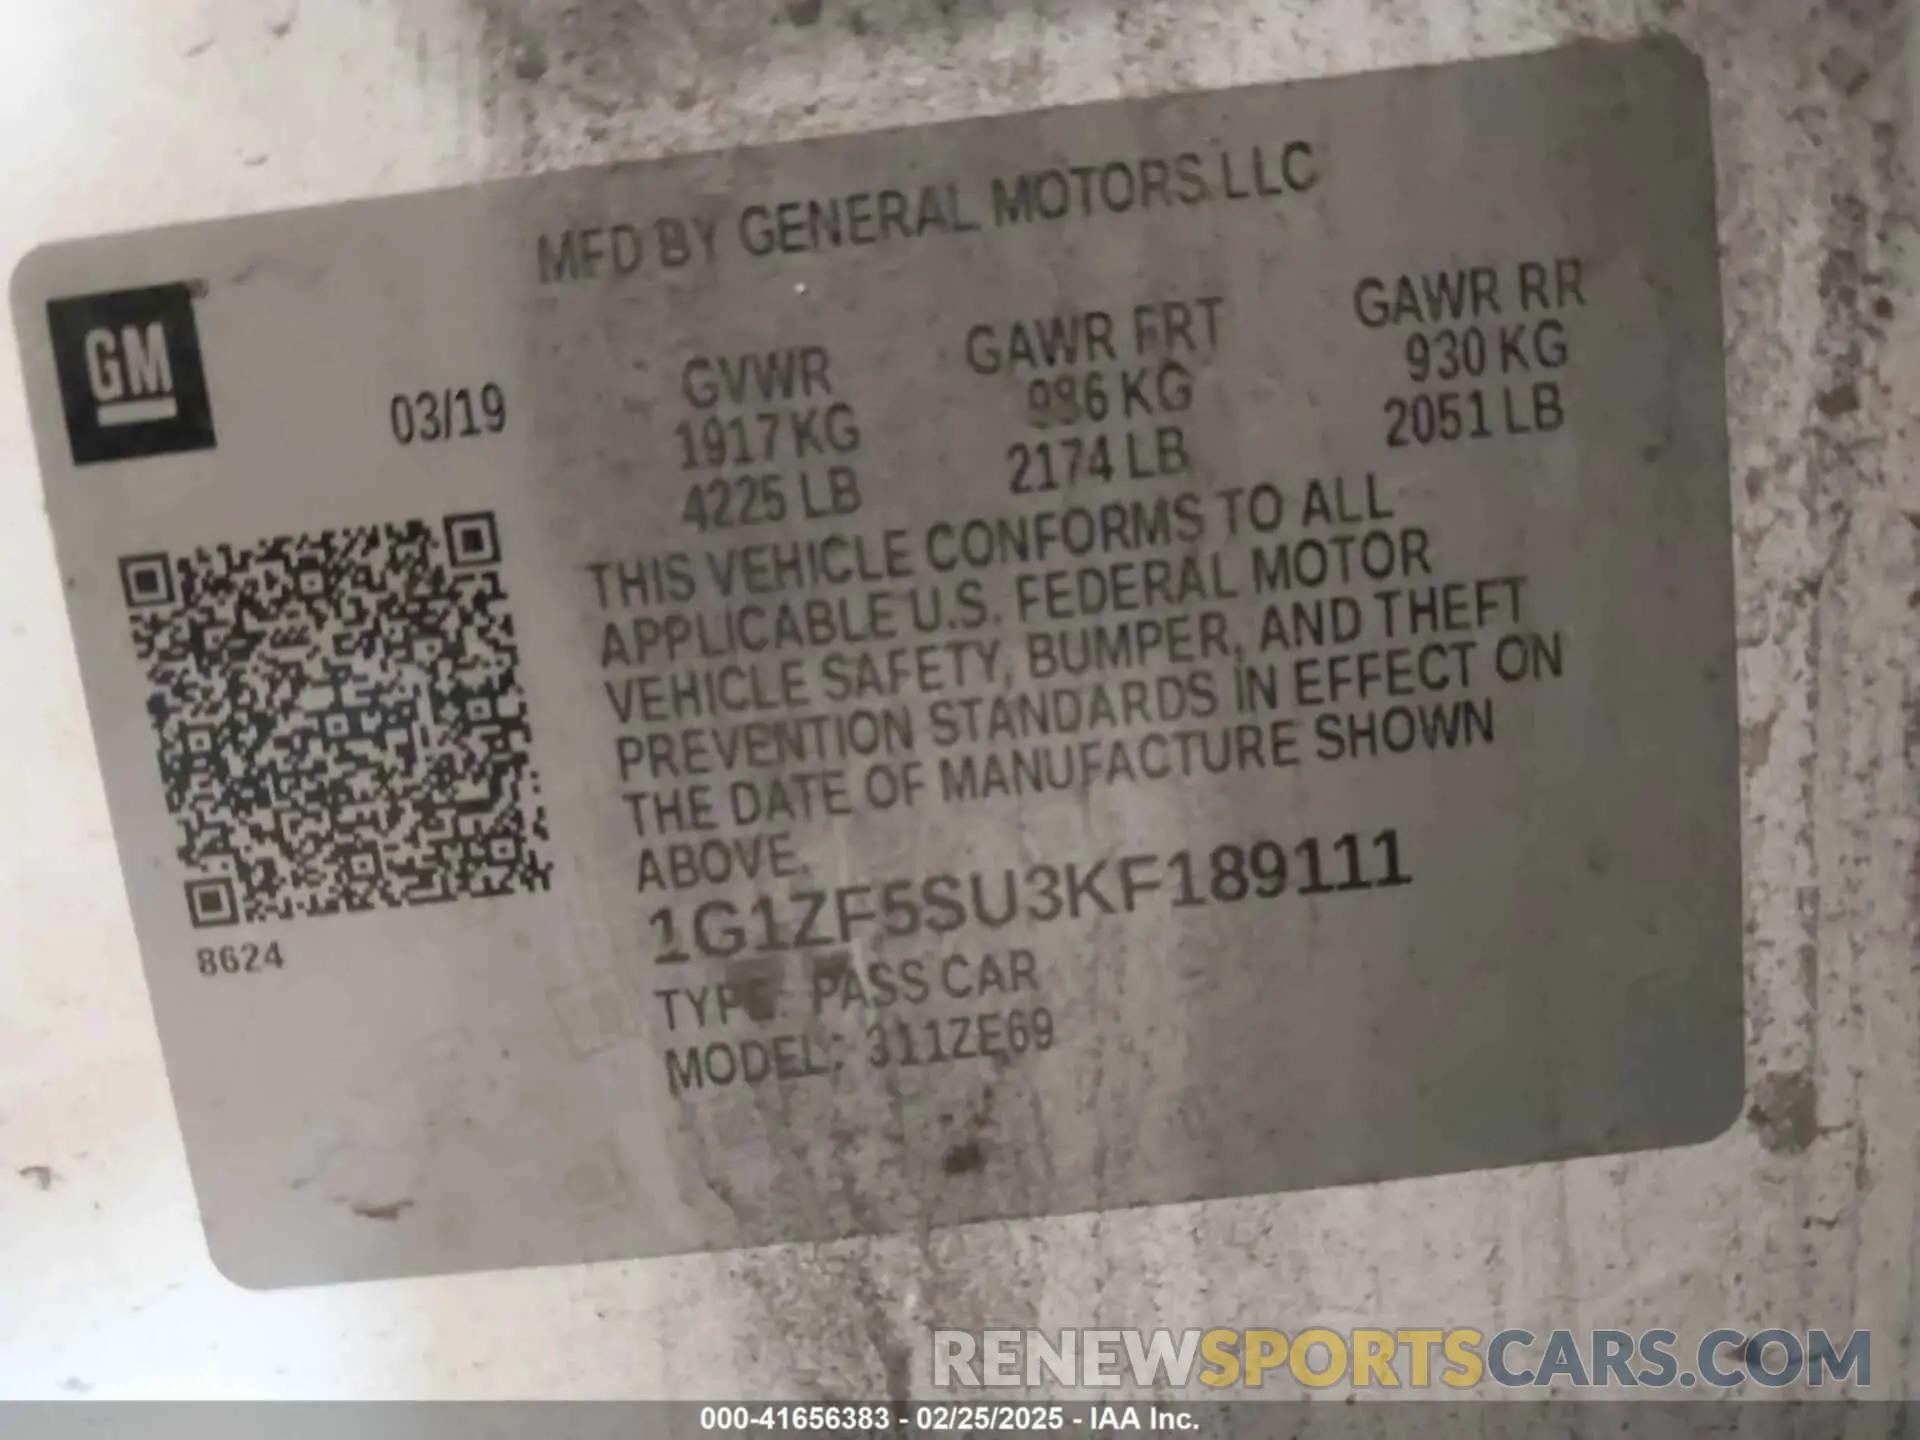 MFD BY GENERAL MOTORS LLC
GM
03/19
GVWR GAWR FRT GAWR RR
1917 KG 986 KG 930 KG
4225 LB 2174 LB 2051 LB
THIS VEHICLE CONFORMS TO ALL
APPLICABLE U.S. FEDERAL MOTOR
VEHICLE SAFETY, BUMPER, AND THEFT
PREVENTION STANDARDS IN EFFECT ON
THE DATE OF MANUFACTURE SHOWN
ABOVE.
1G1ZF5SU3KF189111
8624
TYPE: PASS CAR
MODEL: 311ZE69
RENEWSPORTSCARS.COM
000-41656383 - 02/25/2025 - IAA Inc.